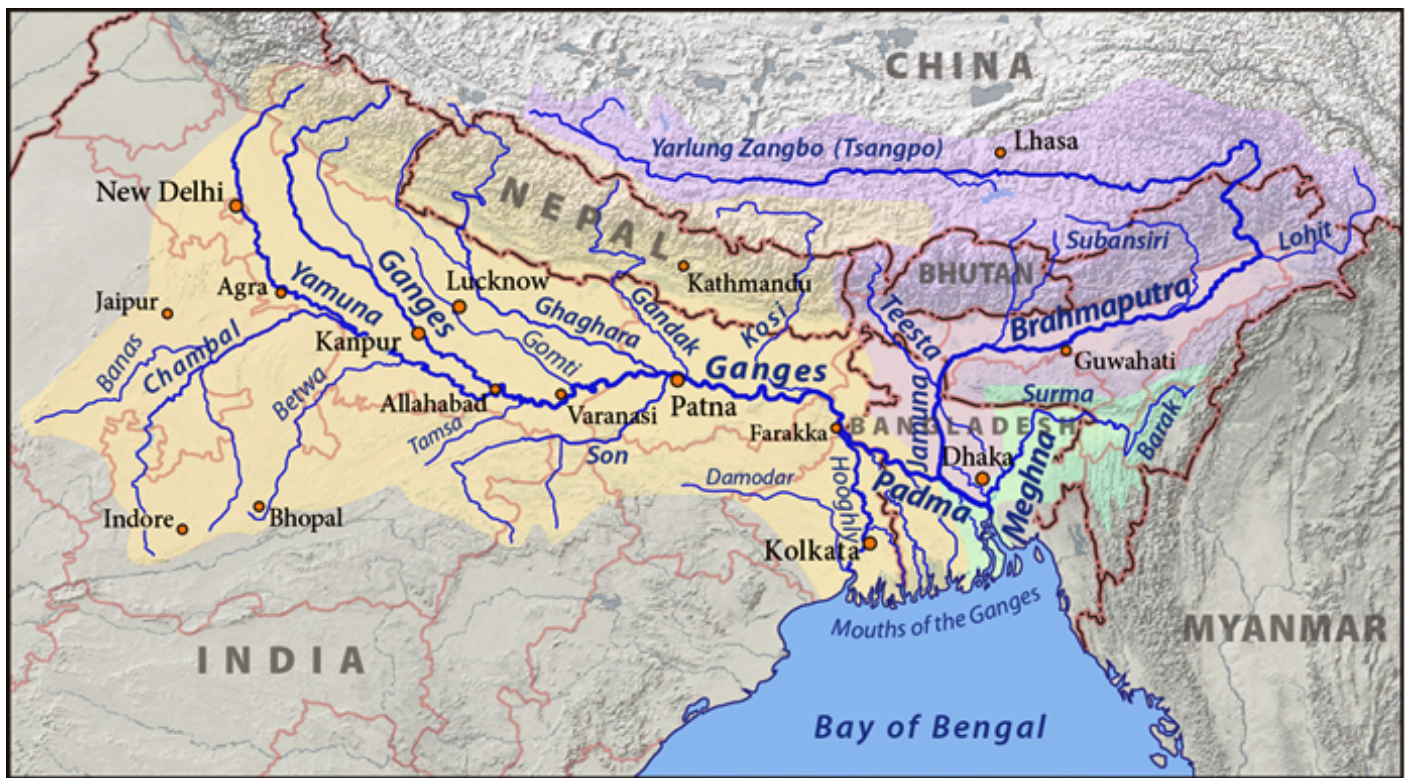 CHINA
Yarlung Zangbo (Tsangpo)
Lhasa
New Delhi
NEPAL
Subansiri
Lohit
Kathmandu
BHUTAN
Jaipur
Agra
Yamuna
Ganges
Lucknow
Ghaghara
Gandak
Kosi
Teesta
Brahmaputra
Banas
Chambal
Kanpur
Gomti
Ganges
Guwahati
Betwa
Allahabad
Varanasi
Patna
Jamuna
Surma
Tamsa
Farakka
BANGLADESH
Barak
Son
Dhaka
Damodar
Hooghly
Padma
Meghna
Indore
Bhopal
Kolkata
Mouths of the Ganges
INDIA
MYANMAR
Bay of Bengal